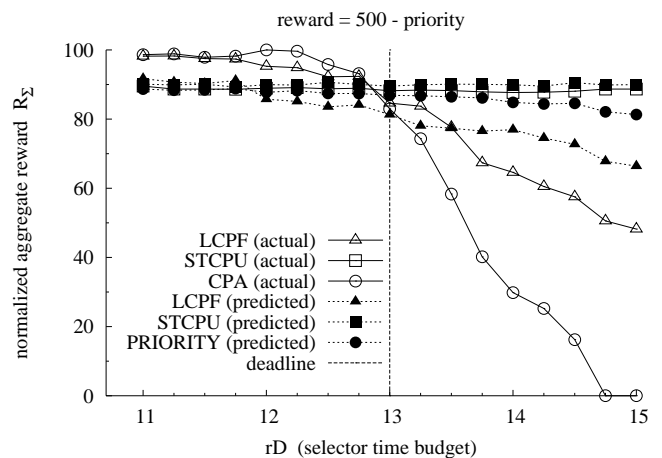 reward = 500 - priority
normalized aggregate reward R_Σ
100
80
60
40
20
0
LCPF (actual)
STCPU (actual)
CPA (actual)
LCPF (predicted)
STCPU (predicted)
PRIORITY (predicted)
deadline
11 12 13 14 15
rD (selector time budget)